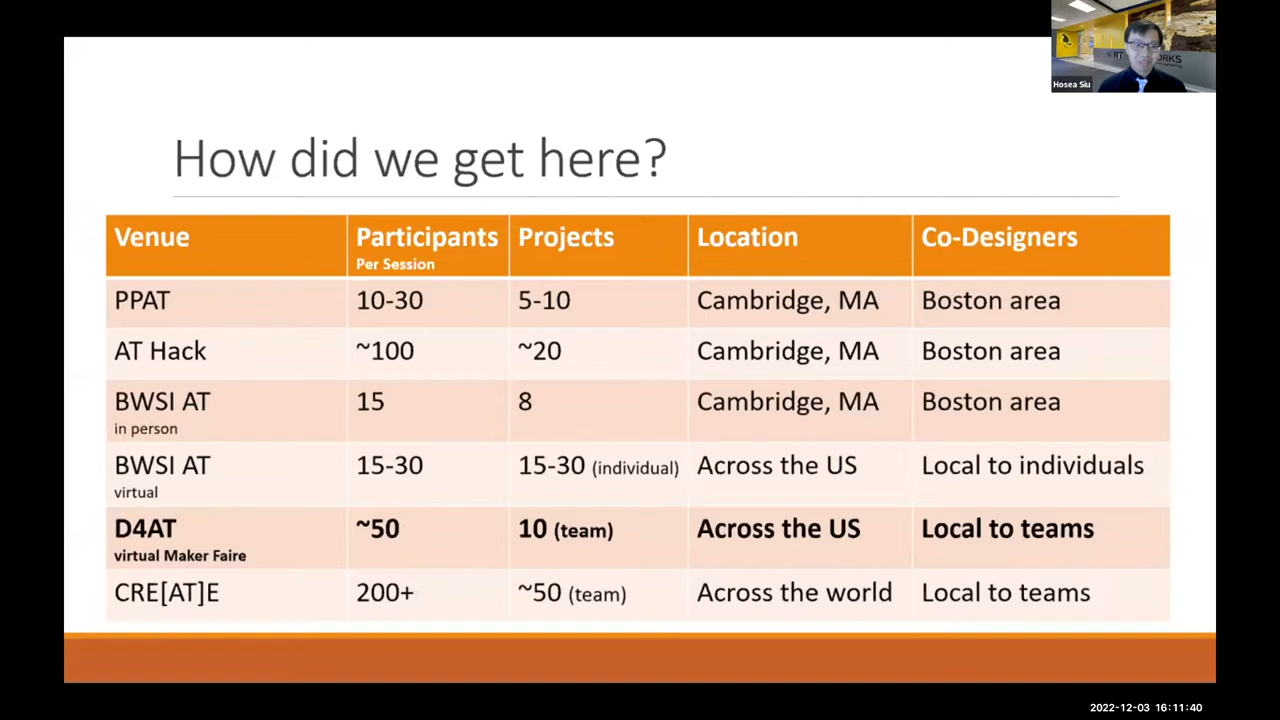 Hosea Siu
How did we get here?
Venue Participants Projects Location Co-Designers
Per Session
PPAT 10-30 5-10 Cambridge, MA Boston area
AT Hack ~100 ~20 Cambridge, MA Boston area
BWSI AT 15 8 Cambridge, MA Boston area
in person
BWSI AT 15-30 15-30 (individual) Across the US Local to individuals
virtual
D4AT ~50 10 (team) Across the US Local to teams
virtual Maker Faire
CRE[AT]E 200+ ~50 (team) Across the world Local to teams
2022-12-03 16:11:40